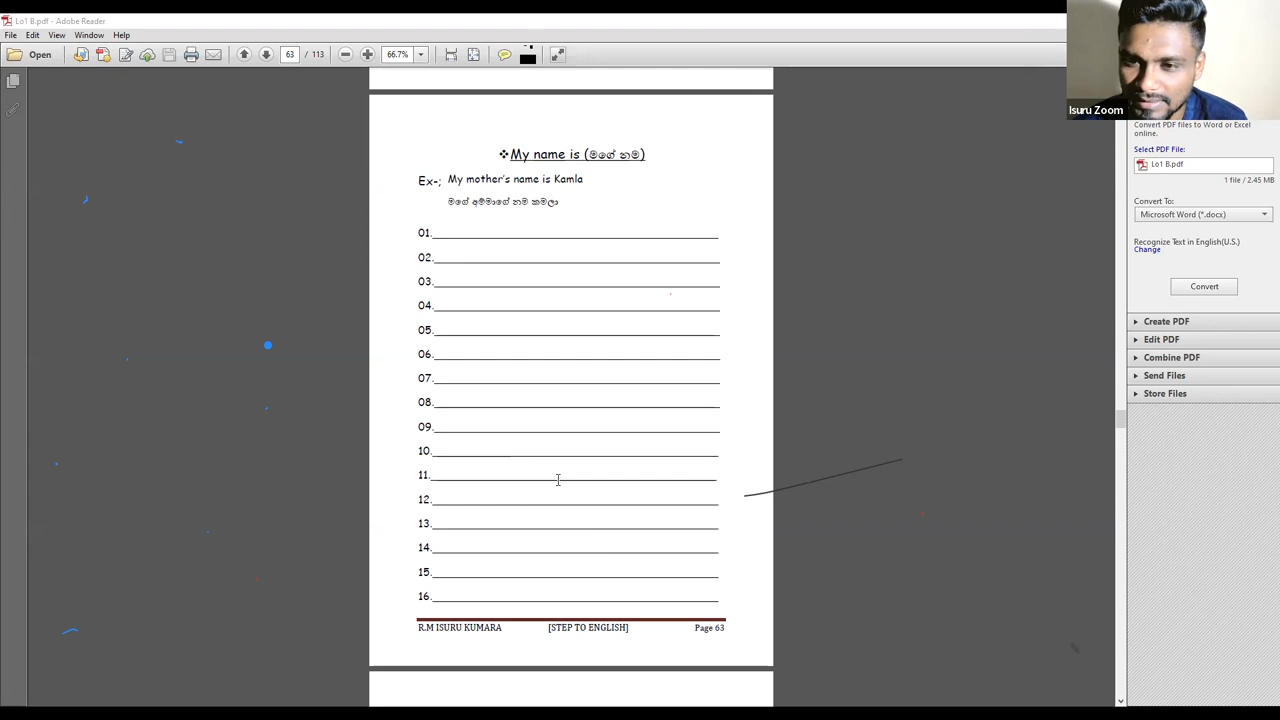 Lo1 B.pdf - Adobe Reader
File Edit View Window Help
Open 63 / 113 66.7%
Isuru Zoom
Convert PDF files to Word or Excel
online.
Select PDF File:
Lo1 B.pdf
1 file / 2.45 MB
Convert To:
Microsoft Word (*.docx)
Recognize Text in English(U.S.)
Change
Convert
Create PDF
Edit PDF
Combine PDF
Send Files
Store Files
❖My name is (මගේ නම)
Ex-; My mother's name is Kamla
මගේ අම්මාගේ නම කමලා
01.
02.
03.
04.
05.
06.
07.
08.
09.
10.
11.
12.
13.
14.
15.
16.
R.M ISURU KUMARA [STEP TO ENGLISH] Page 63